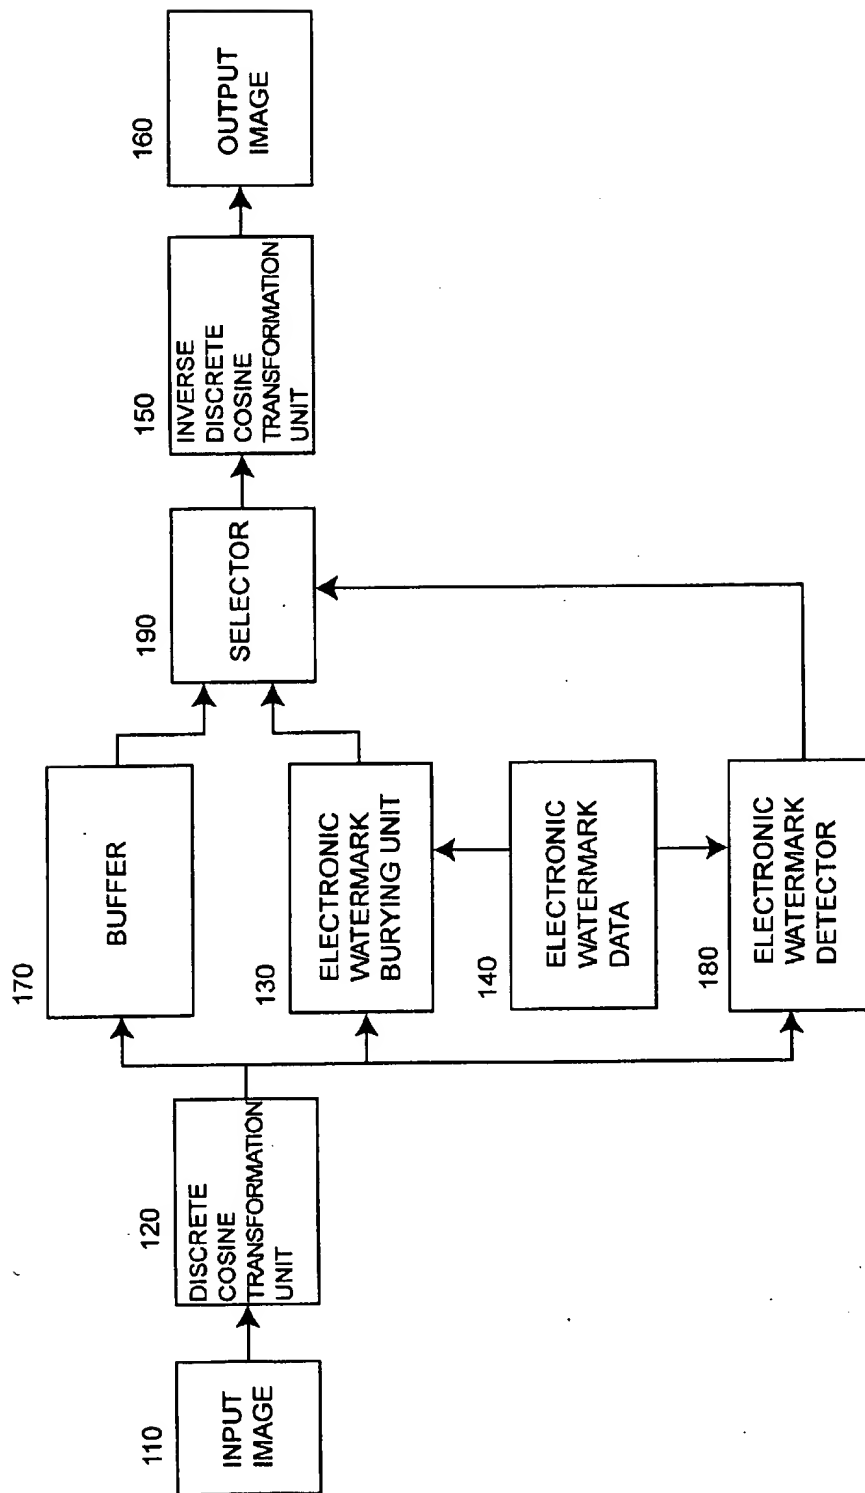 110
INPUT
IMAGE
120
DISCRETE
COSINE
TRANSFORMATION
UNIT
170
BUFFER
130
ELECTRONIC
WATERMARK
BURYING UNIT
140
ELECTRONIC
WATERMARK
DATA
180
ELECTRONIC
WATERMARK
DETECTOR
190
SELECTOR
150
INVERSE
DISCRETE
COSINE
TRANSFORMATION
UNIT
160
OUTPUT
IMAGE